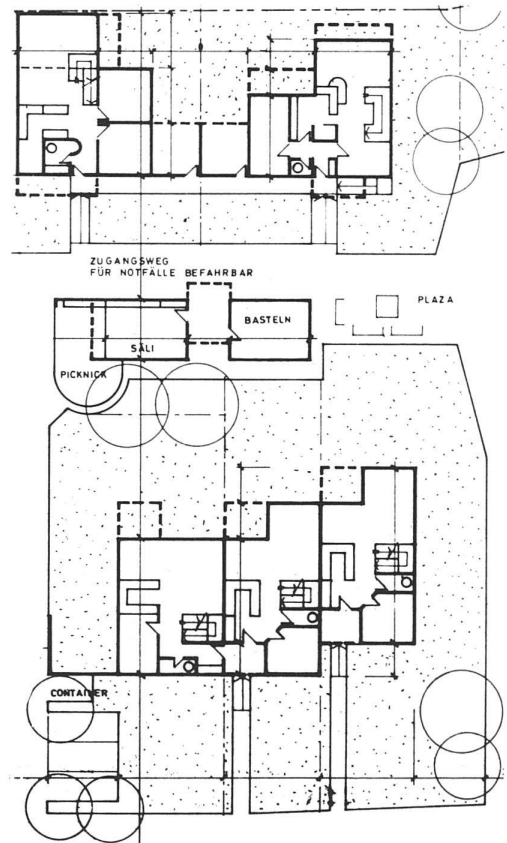 ZUGANGSWEG
FÜR NOTFÄLLE BEFAHRBAR
PLAZA
BASTELN
SÄLI
PICKNICK
CONTAINER